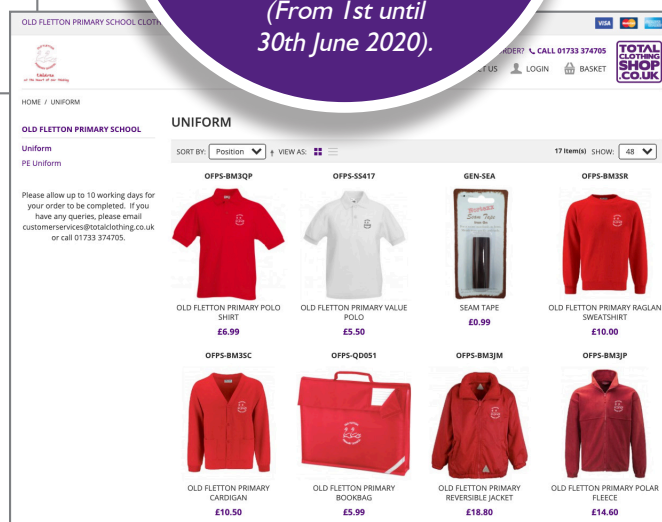 (From 1st until
30th June 2020).
OLD FLETTON PRIMARY SCHOOL
VISA
CALL 01733 374705
LOGIN
BASKET
TOTAL
CLOTHING
SHOP
.CO.UK
HOME / UNIFORM
OLD FLETTON PRIMARY SCHOOL
Uniform
PE Uniform
Please allow up to 10 working days for
your order to be completed. If you
have any queries, please email
customerservices@totalclothing.co.uk
or call 01733 374705.
UNIFORM
SORT BY: Position VIEW AS:
17 Item(s) SHOW: 48
OFPS-BM3QP
OLD FLETTON PRIMARY POLO
SHIRT
£6.99
OFPS-SS417
OLD FLETTON PRIMARY VALUE
POLO
£5.50
GEN-SEA
Seam Tape
SEAM TAPE
£0.99
OFPS-BM3SR
OLD FLETTON PRIMARY RAGLAN
SWEATSHIRT
£10.00
OFPS-BM3SC
OLD FLETTON PRIMARY
CARDIGAN
£10.50
OFPS-QD051
OLD FLETTON PRIMARY
BOOKBAG
£5.99
OFPS-BM3JM
OLD FLETTON PRIMARY
REVERSIBLE JACKET
£18.80
OFPS-BM3JP
OLD FLETTON PRIMARY POLAR
FLEECE
£14.60